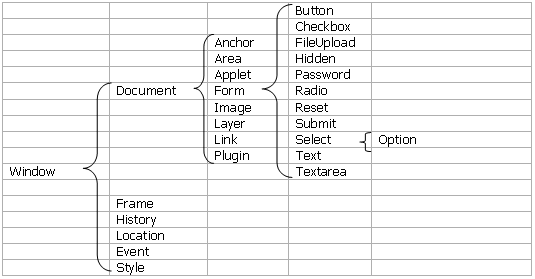 Button
Checkbox
FileUpload
Anchor
Hidden
Area
Password
Document Applet
Radio
Form
Reset
Image
Submit
Layer
Select Option
Link
Text
Plugin
Textarea
Window
Frame
History
Location
Event
Style